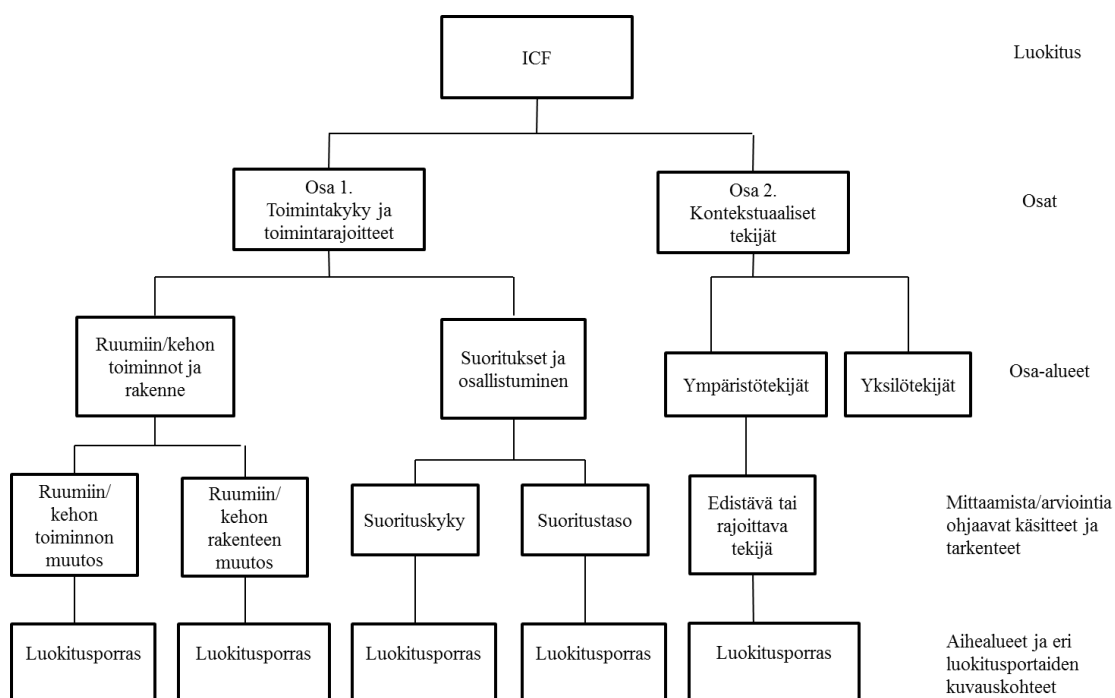 ICF
Luokitus
Osa 1.
Toimintakyky ja
toimintarajoitteet
Osa 2.
Kontekstuaaliset
tekijät
Osat
Ruumiin/kehon
toiminnot ja
rakenne
Suoritukset ja
osallistuminen
Ympäristötekijät
Yksilötekijät
Osa-alueet
Ruumiin/
kehon
toiminnon
muutos
Ruumiin/
kehon
rakenteen
muutos
Suorituskyky
Suoritustaso
Edistävä tai
rajoittava
tekijä
Mittaamista/arviointia
ohjaavat käsitteet ja
tarkenteet
Luokitusporras
Luokitusporras
Luokitusporras
Luokitusporras
Luokitusporras
Aihealueet ja eri
luokitusportaiden
kuvauskohteet